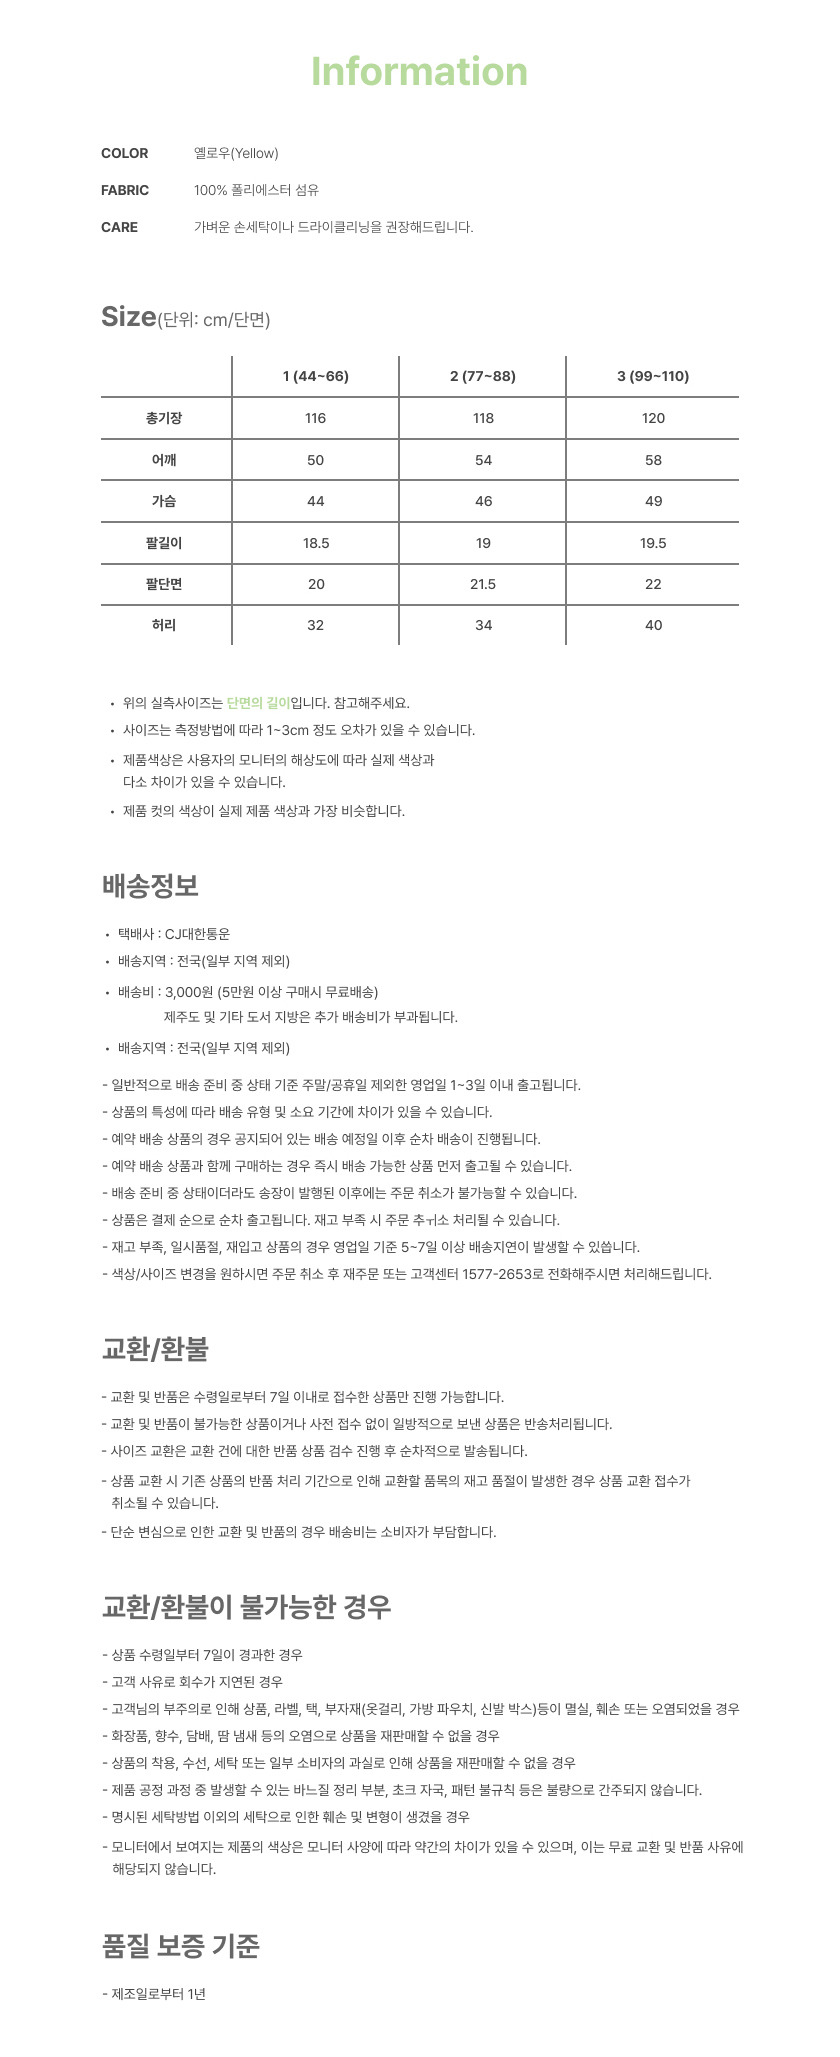 Information
COLOR 옐로우(Yellow)
FABRIC 100% 폴리에스터 섬유
CARE 가벼운 손세탁이나 드라이클리닝을 권장해드립니다.
Size(단위: cm/단면)
1 (44~66) 2 (77~88) 3 (99~110)
총기장 116 118 120
어깨 50 54 58
가슴 44 46 49
팔길이 18.5 19 19.5
팔단면 20 21.5 22
허리 32 34 40
• 위의 실측사이즈는 단면의 길이입니다. 참고해주세요.
• 사이즈는 측정방법에 따라 1~3cm 정도 오차가 있을 수 있습니다.
• 제품색상은 사용자의 모니터의 해상도에 따라 실제 색상과
다소 차이가 있을 수 있습니다.
• 제품 컷의 색상이 실제 제품 색상과 가장 비슷합니다.
배송정보
• 택배사 : CJ대한통운
• 배송지역 : 전국(일부 지역 제외)
• 배송비 : 3,000원 (5만원 이상 구매시 무료배송)
제주도 및 기타 도서 지방은 추가 배송비가 부과됩니다.
• 배송지역 : 전국(일부 지역 제외)
- 일반적으로 배송 준비 중 상태 기준 주말/공휴일 제외한 영업일 1~3일 이내 출고됩니다.
- 상품의 특성에 따라 배송 유형 및 소요 기간에 차이가 있을 수 있습니다.
- 예약 배송 상품의 경우 공지되어 있는 배송 예정일 이후 순차 배송이 진행됩니다.
- 예약 배송 상품과 함께 구매하는 경우 즉시 배송 가능한 상품 먼저 출고될 수 있습니다.
- 배송 준비 중 상태이더라도 송장이 발행된 이후에는 주문 취소가 불가능할 수 있습니다.
- 상품은 결제 순으로 순차 출고됩니다. 재고 부족 시 주문 추ㅟ소 처리될 수 있습니다.
- 재고 부족, 일시품절, 재입고 상품의 경우 영업일 기준 5~7일 이상 배송지연이 발생할 수 있씁니다.
- 색상/사이즈 변경을 원하시면 주문 취소 후 재주문 또는 고객센터 1577-2653로 전화해주시면 처리해드립니다.
교환/환불
- 교환 및 반품은 수령일로부터 7일 이내로 접수한 상품만 진행 가능합니다.
- 교환 및 반품이 불가능한 상품이거나 사전 접수 없이 일방적으로 보낸 상품은 반송처리됩니다.
- 사이즈 교환은 교환 건에 대한 반품 상품 검수 진행 후 순차적으로 발송됩니다.
- 상품 교환 시 기존 상품의 반품 처리 기간으로 인해 교환할 품목의 재고 품절이 발생한 경우 상품 교환 접수가
취소될 수 있습니다.
- 단순 변심으로 인한 교환 및 반품의 경우 배송비는 소비자가 부담합니다.
교환/환불이 불가능한 경우
- 상품 수령일부터 7일이 경과한 경우
- 고객 사유로 회수가 지연된 경우
- 고객님의 부주의로 인해 상품, 라벨, 택, 부자재(옷걸리, 가방 파우치, 신발 박스)등이 멸실, 훼손 또는 오염되었을 경우
- 화장품, 향수, 담배, 땀 냄새 등의 오염으로 상품을 재판매할 수 없을 경우
- 상품의 착용, 수선, 세탁 또는 일부 소비자의 과실로 인해 상품을 재판매할 수 없을 경우
- 제품 공정 과정 중 발생할 수 있는 바느질 정리 부분, 초크 자국, 패턴 불규칙 등은 불량으로 간주되지 않습니다.
- 명시된 세탁방법 이외의 세탁으로 인한 훼손 및 변형이 생겼을 경우
- 모니터에서 보여지는 제품의 색상은 모니터 사양에 따라 약간의 차이가 있을 수 있으며, 이는 무료 교환 및 반품 사유에
해당되지 않습니다.
품질 보증 기준
- 제조일로부터 1년